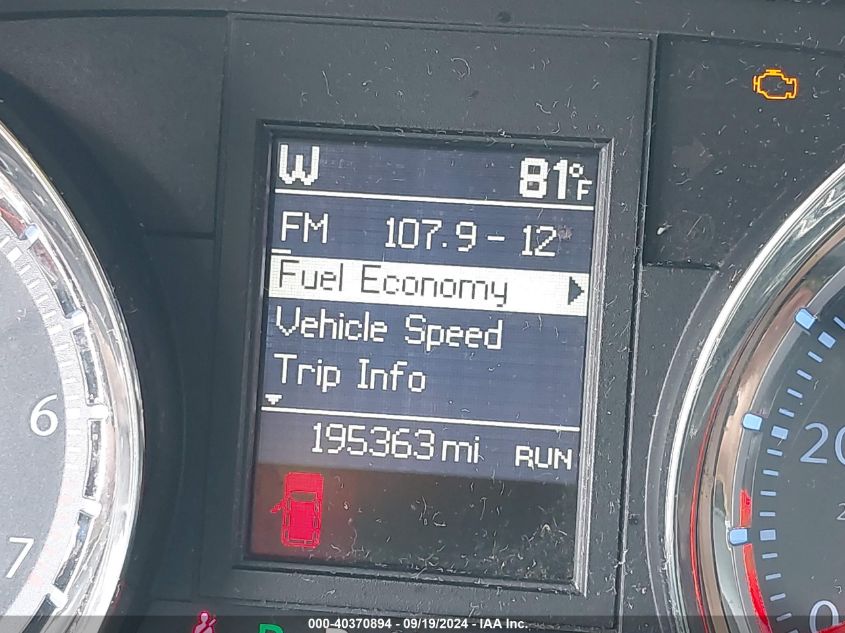 W 81°F
FM 107.9 - 12
Fuel Economy
Vehicle Speed
Trip Info
195363 mi RUN
6
7
20
0
000-40370894 - 09/19/2024 - IAA Inc.